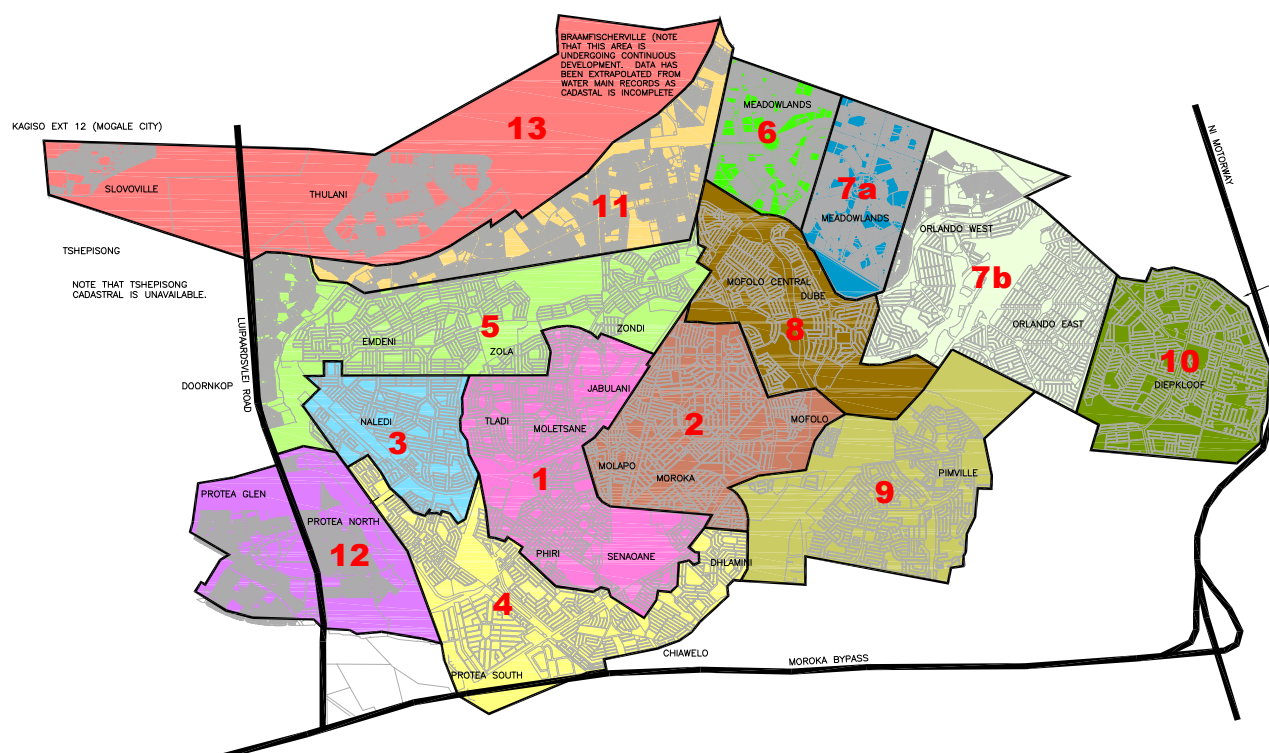 BRAAMFISCHERVILLE (NOTE
THAT THIS AREA IS
UNDERGOING CONTINUOUS
DEVELOPMENT. DATA HAS
BEEN EXTRAPOLATED FROM
WATER MAIN RECORDS AS
CADASTAL IS INCOMPLETE
KAGISO EXT 12 (MOGALE CITY)
13
MEADOWLANDS
6
NI MOTORWAY
SLOVOVILLE
THULANI
11
7a
MEADOWLANDS
ORLANDO WEST
TSHEPISONG
NOTE THAT TSHEPISONG
CADASTRAL IS UNAVAILABLE.
MOFOLO CENTRAL
DUBE
7b
5
ZONDI
8
ORLANDO EAST
EMDENI
ZOLA
LUIPAARDSVLEI ROAD
DOORNKOP
JABULANI
10
DIEPKLOOF
NALEDI
3
TLADI
MOLETSANE
2
MOFOLO
MOLAPO
MOROKA
1
PIMVILLE
9
PROTEA GLEN
PROTEA NORTH
12
PHIRI
SENAOANE
DHLAMINI
4
CHIAWELO
MOROKA BYPASS
PROTEA SOUTH